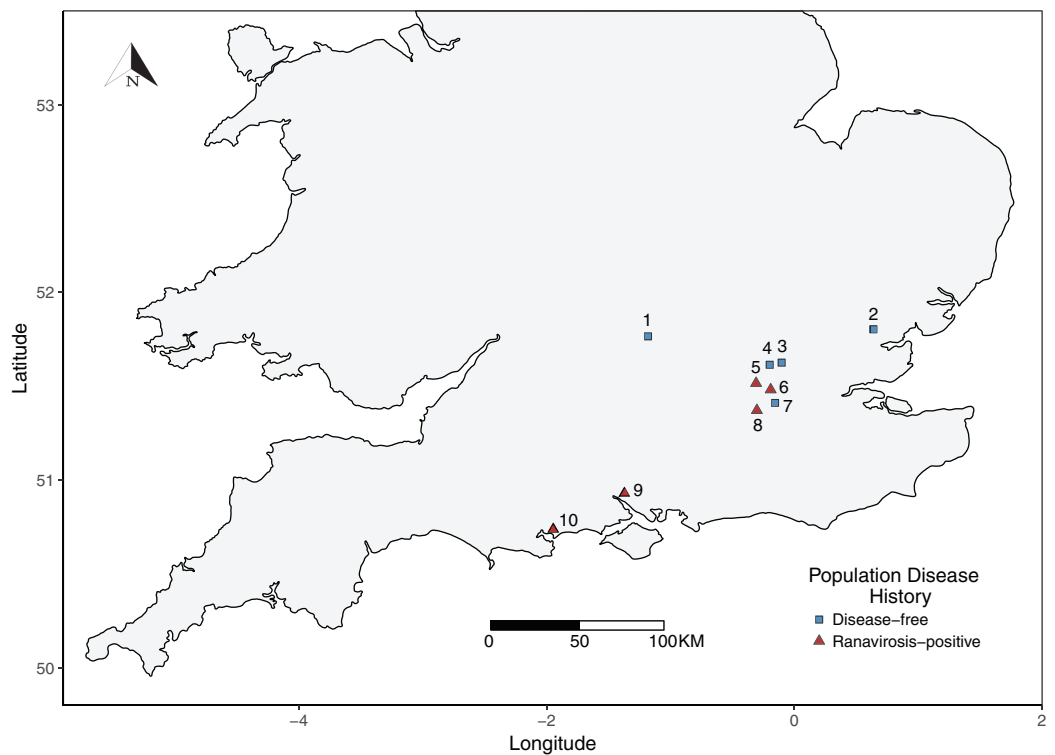 N
53
52
51
50
Latitude
1
2
4 3
5
6
7
8
9
10
Population Disease
History
Disease−free
Ranavirosis−positive
0 50 100KM
−4 −2 0 2
Longitude